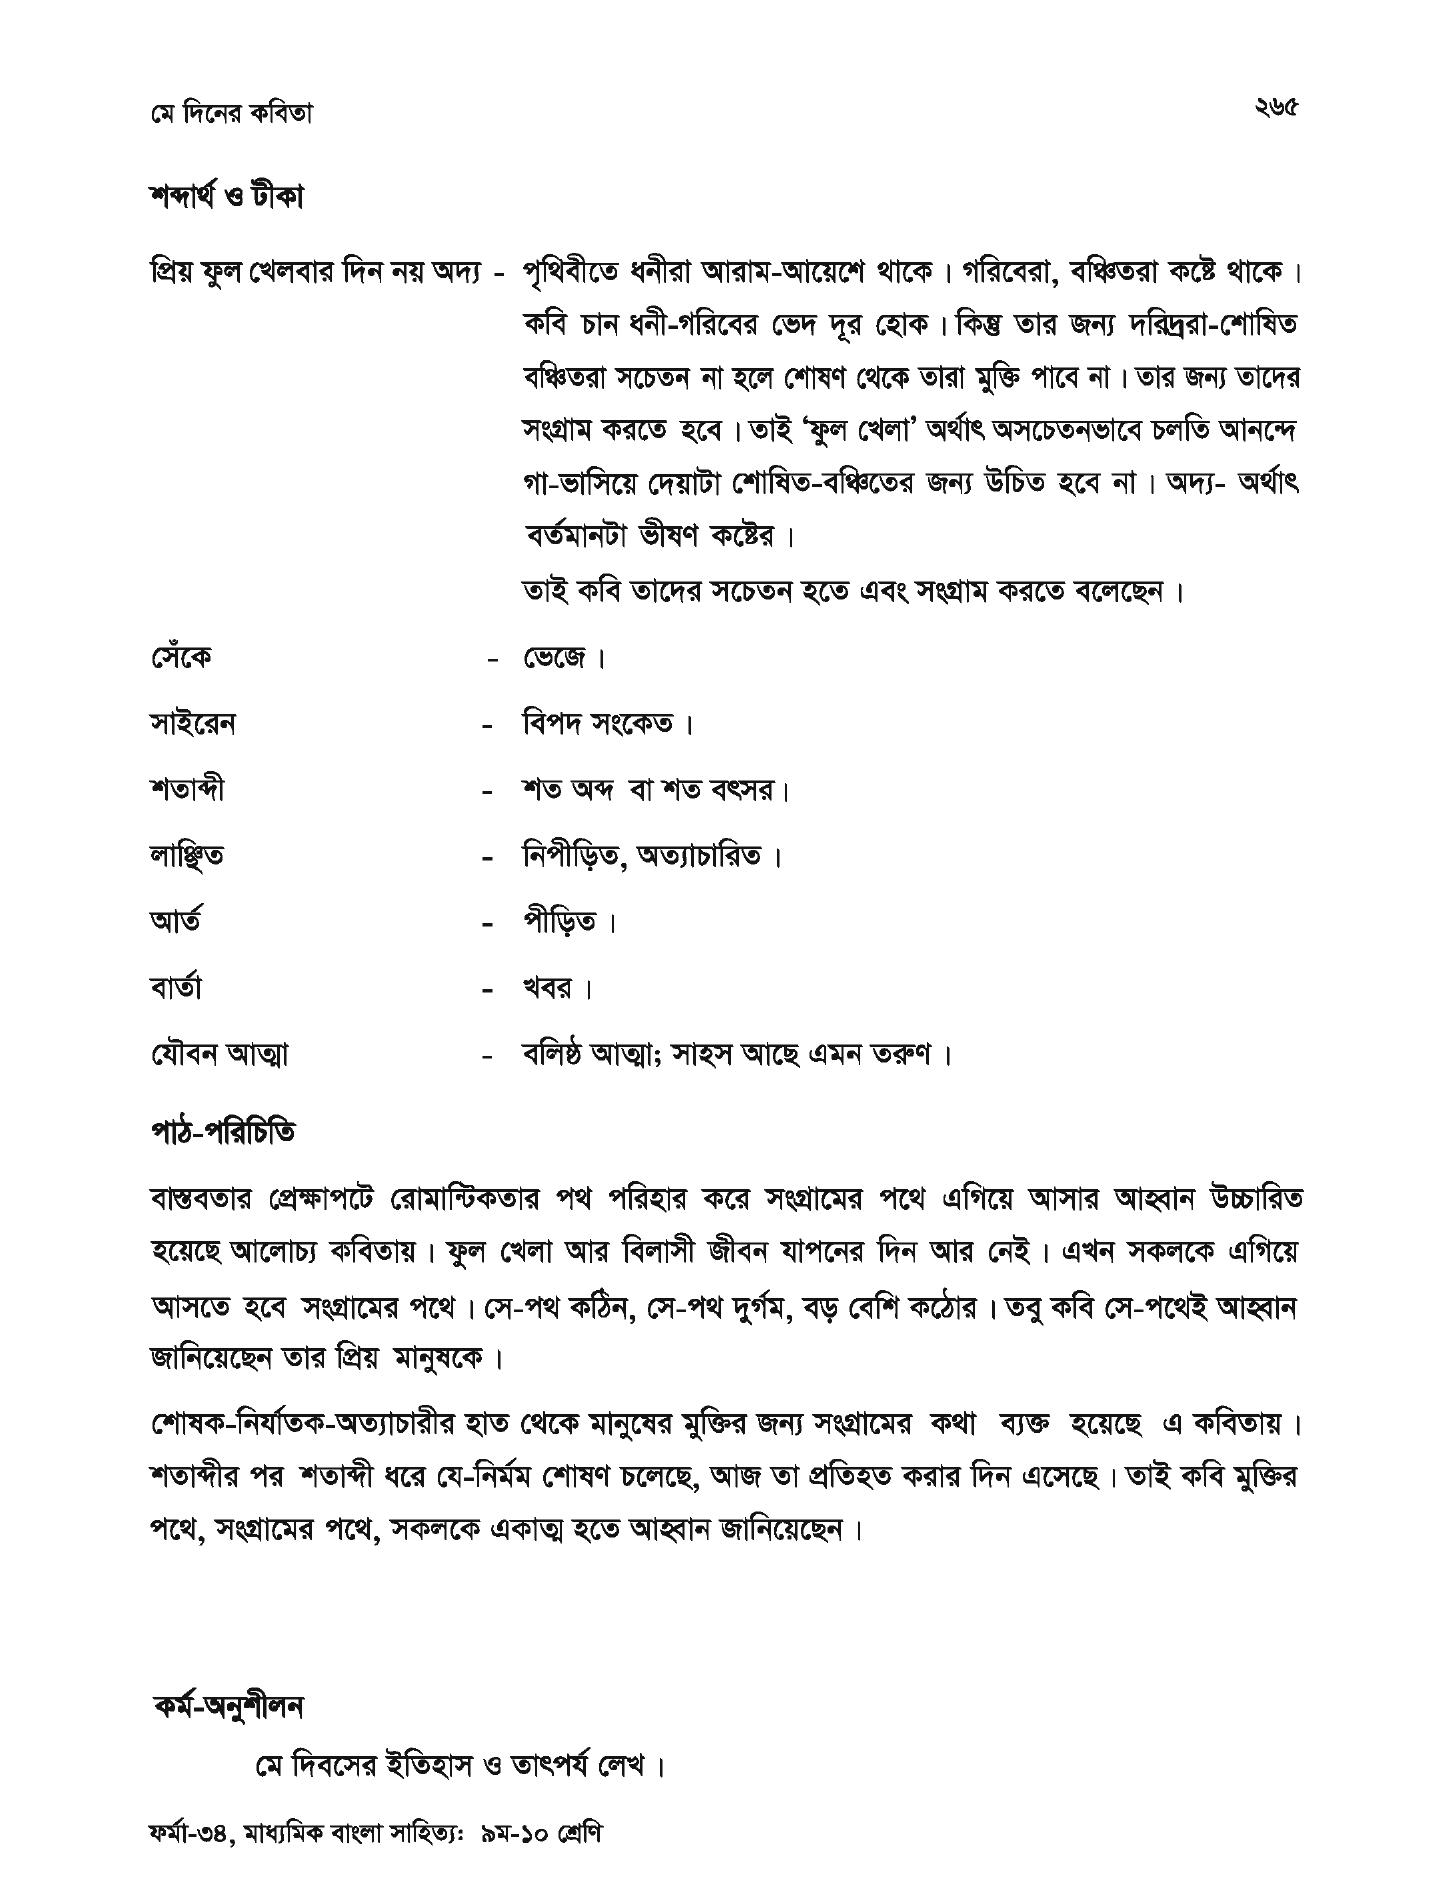 মে দিনের কবিতা ২৬৫
শব্দার্থ ও টীকা
প্রিয় ফুল খেলবার দিন নয় অদ্য - পৃথিবীতে ধনীরা আরাম-আয়েশে থাকে। গরিবেরা, বঞ্চিতরা কষ্টে থাকে।
কবি চান ধনী-গরিবের ভেদ দূর হোক। কিন্তু তার জন্য দরিদ্ররা-শোষিত
বঞ্চিতরা সচেতন না হলে শোষণ থেকে তারা মুক্তি পাবে না। তার জন্য তাদের
সংগ্রাম করতে হবে। তাই ‘ফুল খেলা’ অর্থাৎ অসচেতনভাবে চলতি আনন্দে
গা-ভাসিয়ে দেয়াটা শোষিত-বঞ্চিতের জন্য উচিত হবে না। অদ্য- অর্থাৎ
বর্তমানটা ভীষণ কষ্টের।
তাই কবি তাদের সচেতন হতে এবং সংগ্রাম করতে বলেছেন।
সেঁকে - ভেজে।
সাইরেন - বিপদ সংকেত।
শতাব্দী - শত অব্দ বা শত বৎসর।
লাঞ্ছিত - নিপীড়িত, অত্যাচারিত।
আর্ত - পীড়িত।
বার্তা - খবর।
যৌবন আত্মা - বলিষ্ঠ আত্মা; সাহস আছে এমন তরুণ।
পাঠ-পরিচিতি
বাস্তবতার প্রেক্ষাপটে রোমান্টিকতার পথ পরিহার করে সংগ্রামের পথে এগিয়ে আসার আহ্বান উচ্চারিত
হয়েছে আলোচ্য কবিতায়। ফুল খেলা আর বিলাসী জীবন যাপনের দিন আর নেই। এখন সকলকে এগিয়ে
আসতে হবে সংগ্রামের পথে। সে-পথ কঠিন, সে-পথ দুর্গম, বড় বেশি কঠোর। তবু কবি সে-পথেই আহ্বান
জানিয়েছেন তার প্রিয় মানুষকে।
শোষক-নির্যাতক-অত্যাচারীর হাত থেকে মানুষের মুক্তির জন্য সংগ্রামের কথা ব্যক্ত হয়েছে এ কবিতায়।
শতাব্দীর পর শতাব্দী ধরে যে-নির্মম শোষণ চলেছে, আজ তা প্রতিহত করার দিন এসেছে। তাই কবি মুক্তির
পথে, সংগ্রামের পথে, সকলকে একাত্ম হতে আহ্বান জানিয়েছেন।
কর্ম-অনুশীলন
মে দিবসের ইতিহাস ও তাৎপর্য লেখ।
ফর্মা-৩৪, মাধ্যমিক বাংলা সাহিত্য: ৯ম-১০ শ্রেণি